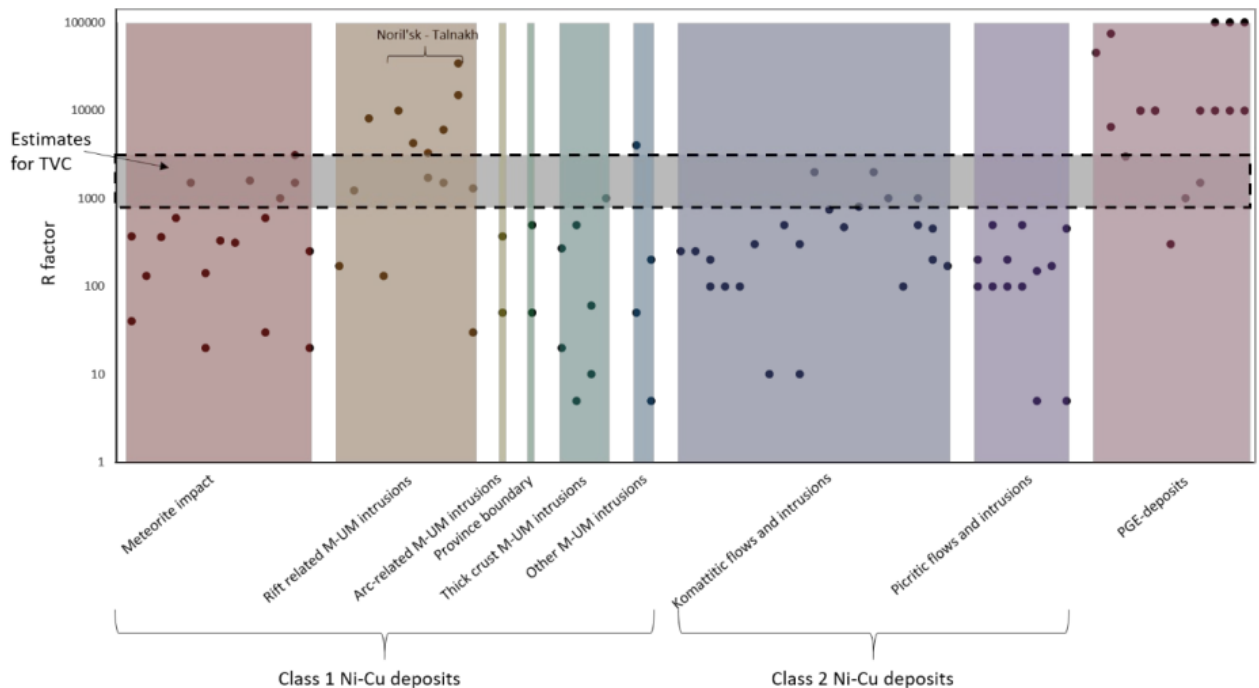 100000
Noril'sk - Talnakh
10000
Estimates
for TVC
1000
R factor
100
10
1
Meteorite impact
Rift related M-UM intrusions
Arc-related M-UM intrusions
Province boundary
Thick crust M-UM intrusions
Other M-UM intrusions
Komattitic flows and intrusions
Picritic flows and intrusions
PGE-deposits
Class 1 Ni-Cu deposits
Class 2 Ni-Cu deposits